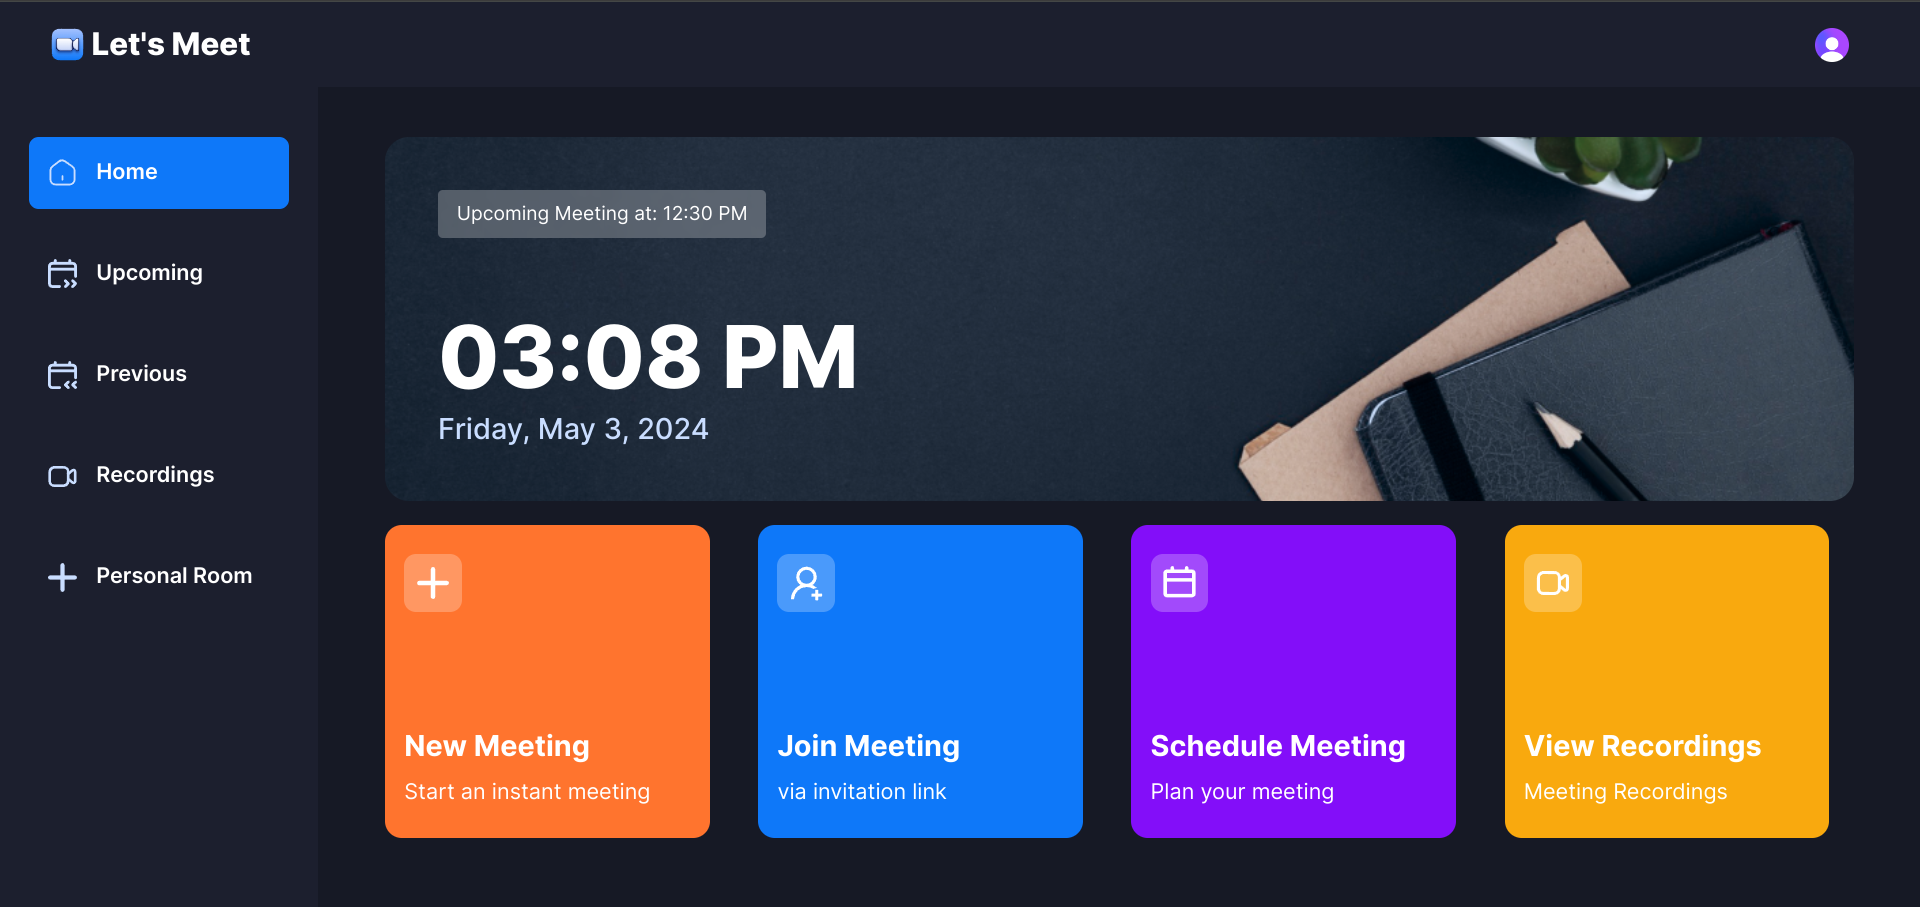 Let's Meet
Home
Upcoming
Previous
Recordings
Personal Room
Upcoming Meeting at: 12:30 PM
03:08 PM
Friday, May 3, 2024
New Meeting
Start an instant meeting
Join Meeting
via invitation link
Schedule Meeting
Plan your meeting
View Recordings
Meeting Recordings